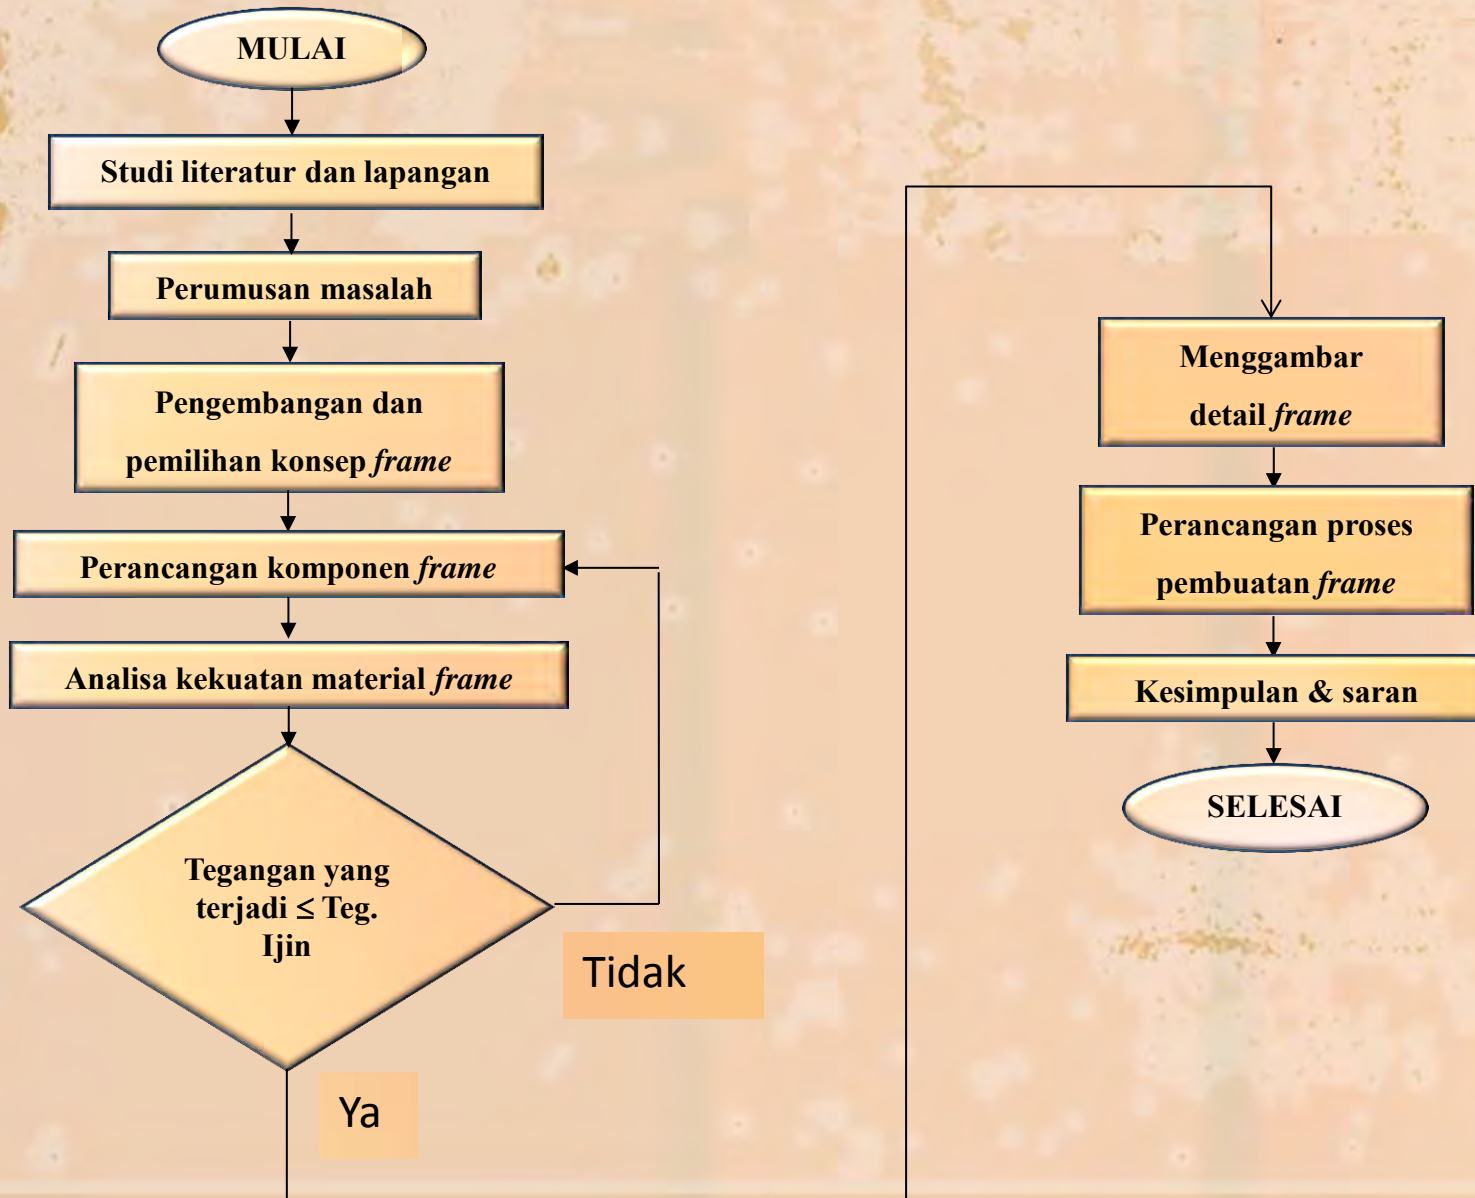 MULAI
Studi literatur dan lapangan
Perumusan masalah
Pengembangan dan
pemilihan konsep frame
Perancangan komponen frame
Analisa kekuatan material frame
Tegangan yang
terjadi ≤ Teg.
Ijin
Tidak
Ya
Menggambar
detail frame
Perancangan proses
pembuatan frame
Kesimpulan & saran
SELESAI